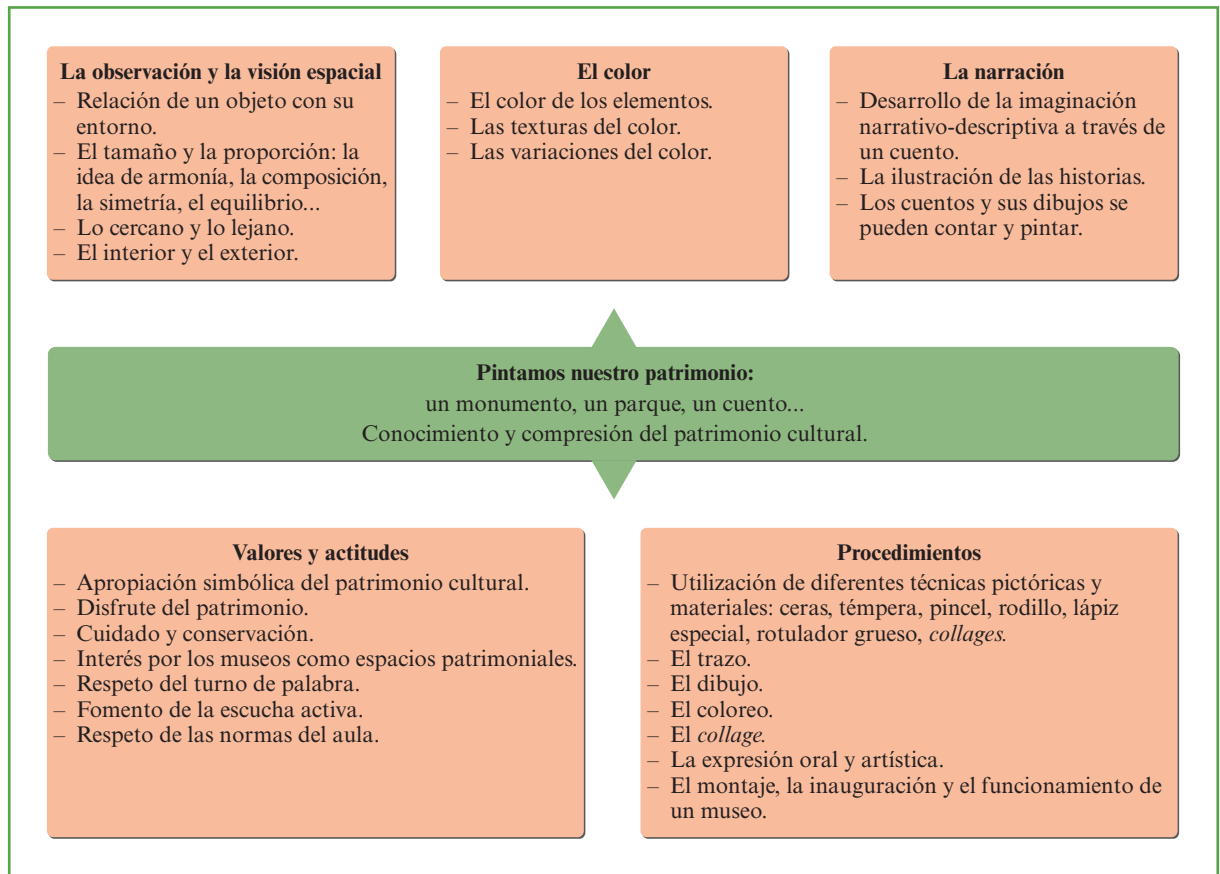 La observación y la visión espacial
– Relación de un objeto con su
entorno.
– El tamaño y la proporción: la
idea de armonía, la composición,
la simetría, el equilibrio...
– Lo cercano y lo lejano.
– El interior y el exterior.
El color
– El color de los elementos.
– Las texturas del color.
– Las variaciones del color.
La narración
– Desarrollo de la imaginación
narrativo-descriptiva a través de
un cuento.
– La ilustración de las historias.
– Los cuentos y sus dibujos se
pueden contar y pintar.
Pintamos nuestro patrimonio:
un monumento, un parque, un cuento...
Conocimiento y compresión del patrimonio cultural.
Valores y actitudes
– Apropiación simbólica del patrimonio cultural.
– Disfrute del patrimonio.
– Cuidado y conservación.
– Interés por los museos como espacios patrimoniales.
– Respeto del turno de palabra.
– Fomento de la escucha activa.
– Respeto de las normas del aula.
Procedimientos
– Utilización de diferentes técnicas pictóricas y
materiales: ceras, témpera, pincel, rodillo, lápiz
especial, rotulador grueso, collages.
– El trazo.
– El dibujo.
– El coloreo.
– El collage.
– La expresión oral y artística.
– El montaje, la inauguración y el funcionamiento de
un museo.